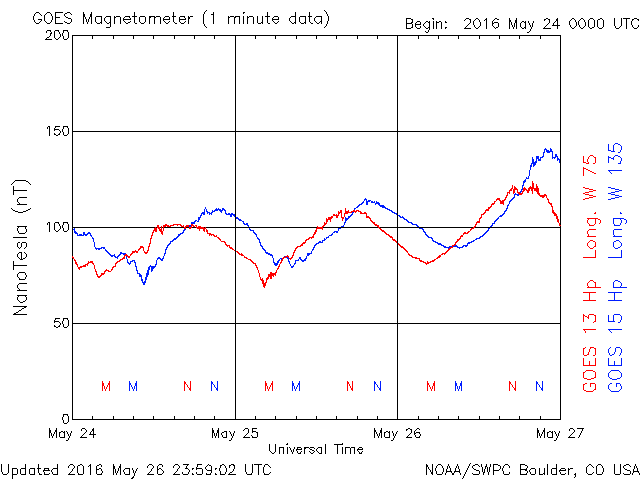 GOES Magnetometer (1 minute data)
Begin: 2016 May 24 0000 UTC
200
150
100
50
0
NanoTesla (nT)
M M N N M M N N M M N N
May 24 May 25 May 26 May 27
Universal Time
GOES 13 Hp Long. W 75
GOES 15 Hp Long. W 135
Updated 2016 May 26 23:59:02 UTC
NOAA/SWPC Boulder, CO USA